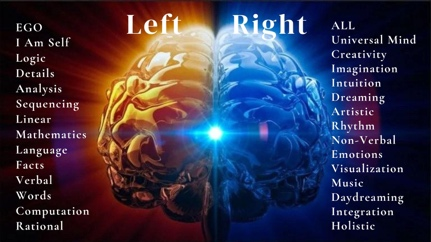 Left Right
EGO
I Am Self
Logic
Details
Analysis
Sequencing
Linear
Mathematics
Language
Facts
Verbal
Words
Computation
Rational
ALL
Universal Mind
Creativity
Imagination
Intuition
Dreaming
Artistic
Rhythm
Non-Verbal
Emotions
Visualization
Music
Daydreaming
Integration
Holistic